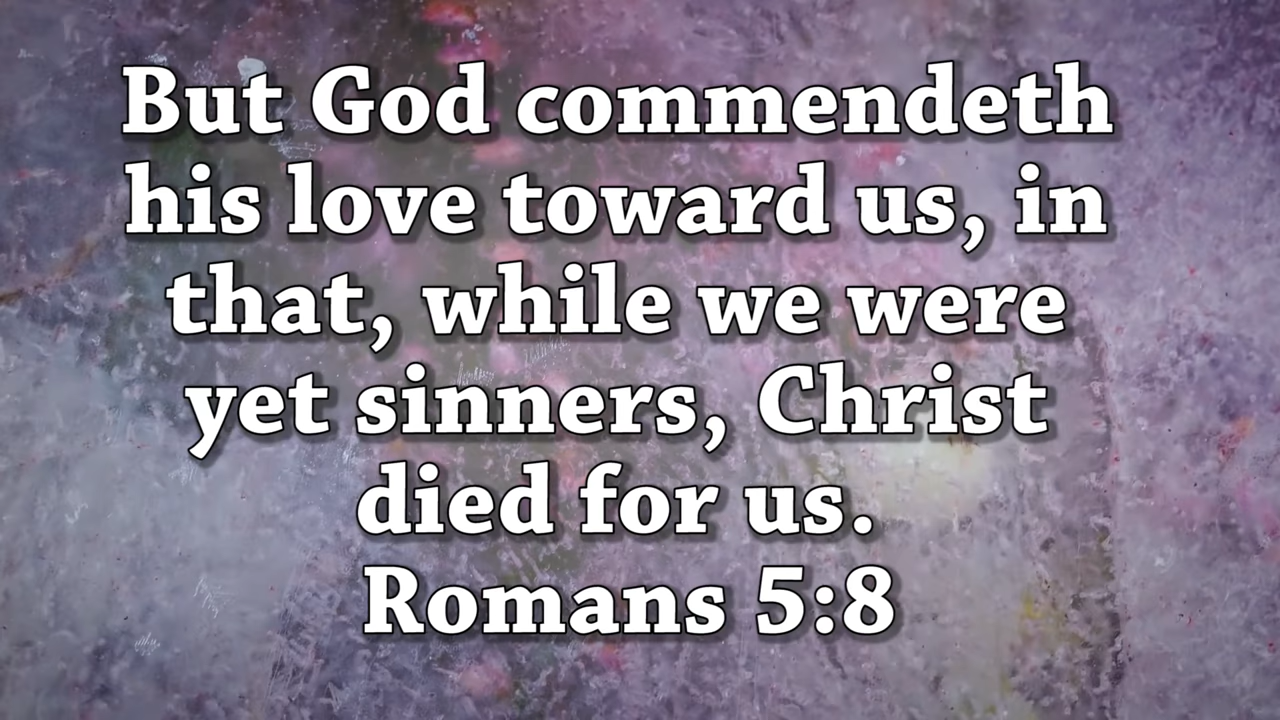 But God commendeth
his love toward us, in
that, while we were
yet sinners, Christ
died for us.
Romans 5:8